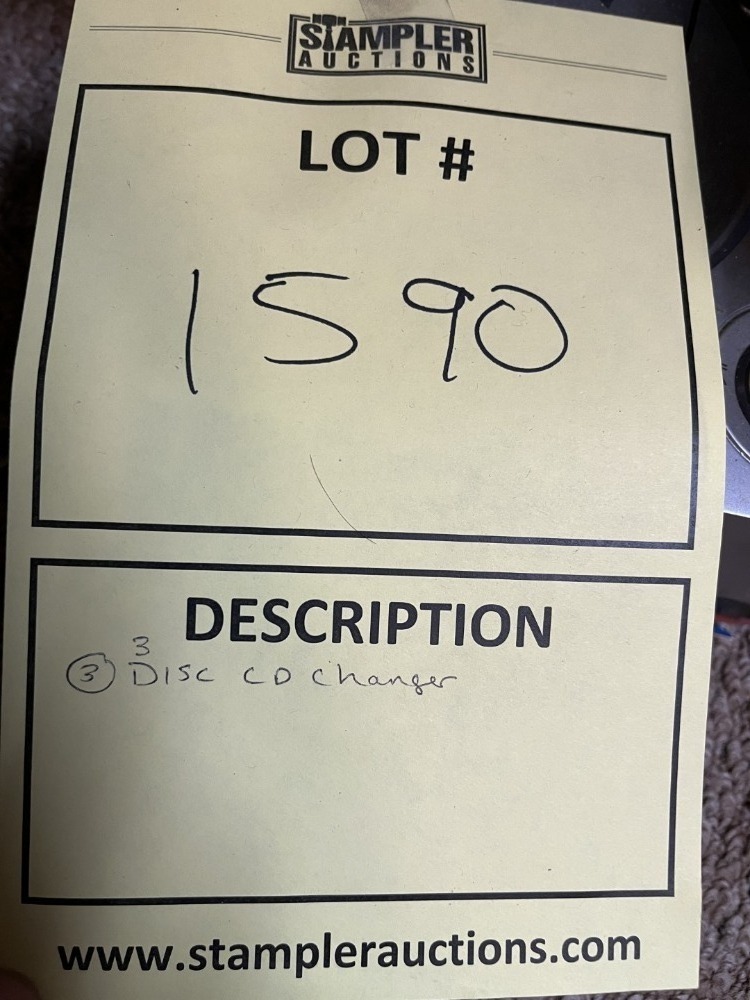 STAMPLER
AUCTIONS
LOT #
1590
DESCRIPTION
3
③ DISC CD Changer
www.stamplerauctions.com